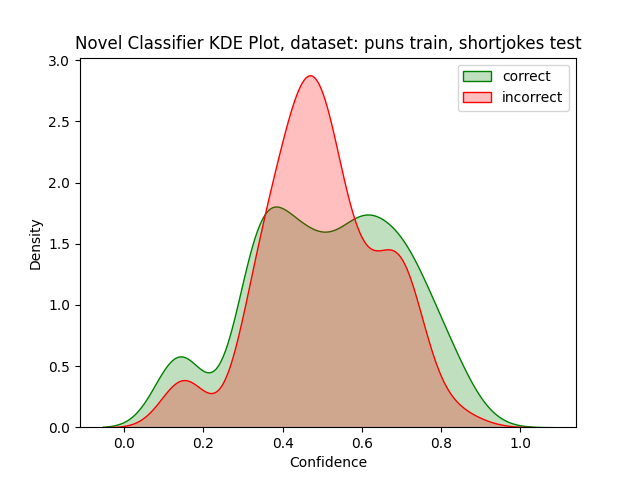 Novel Classifier KDE Plot, dataset: puns train, shortjokes test
correct
incorrect
3.0
2.5
2.0
1.5
1.0
0.5
0.0
Density
0.0 0.2 0.4 0.6 0.8 1.0
Confidence